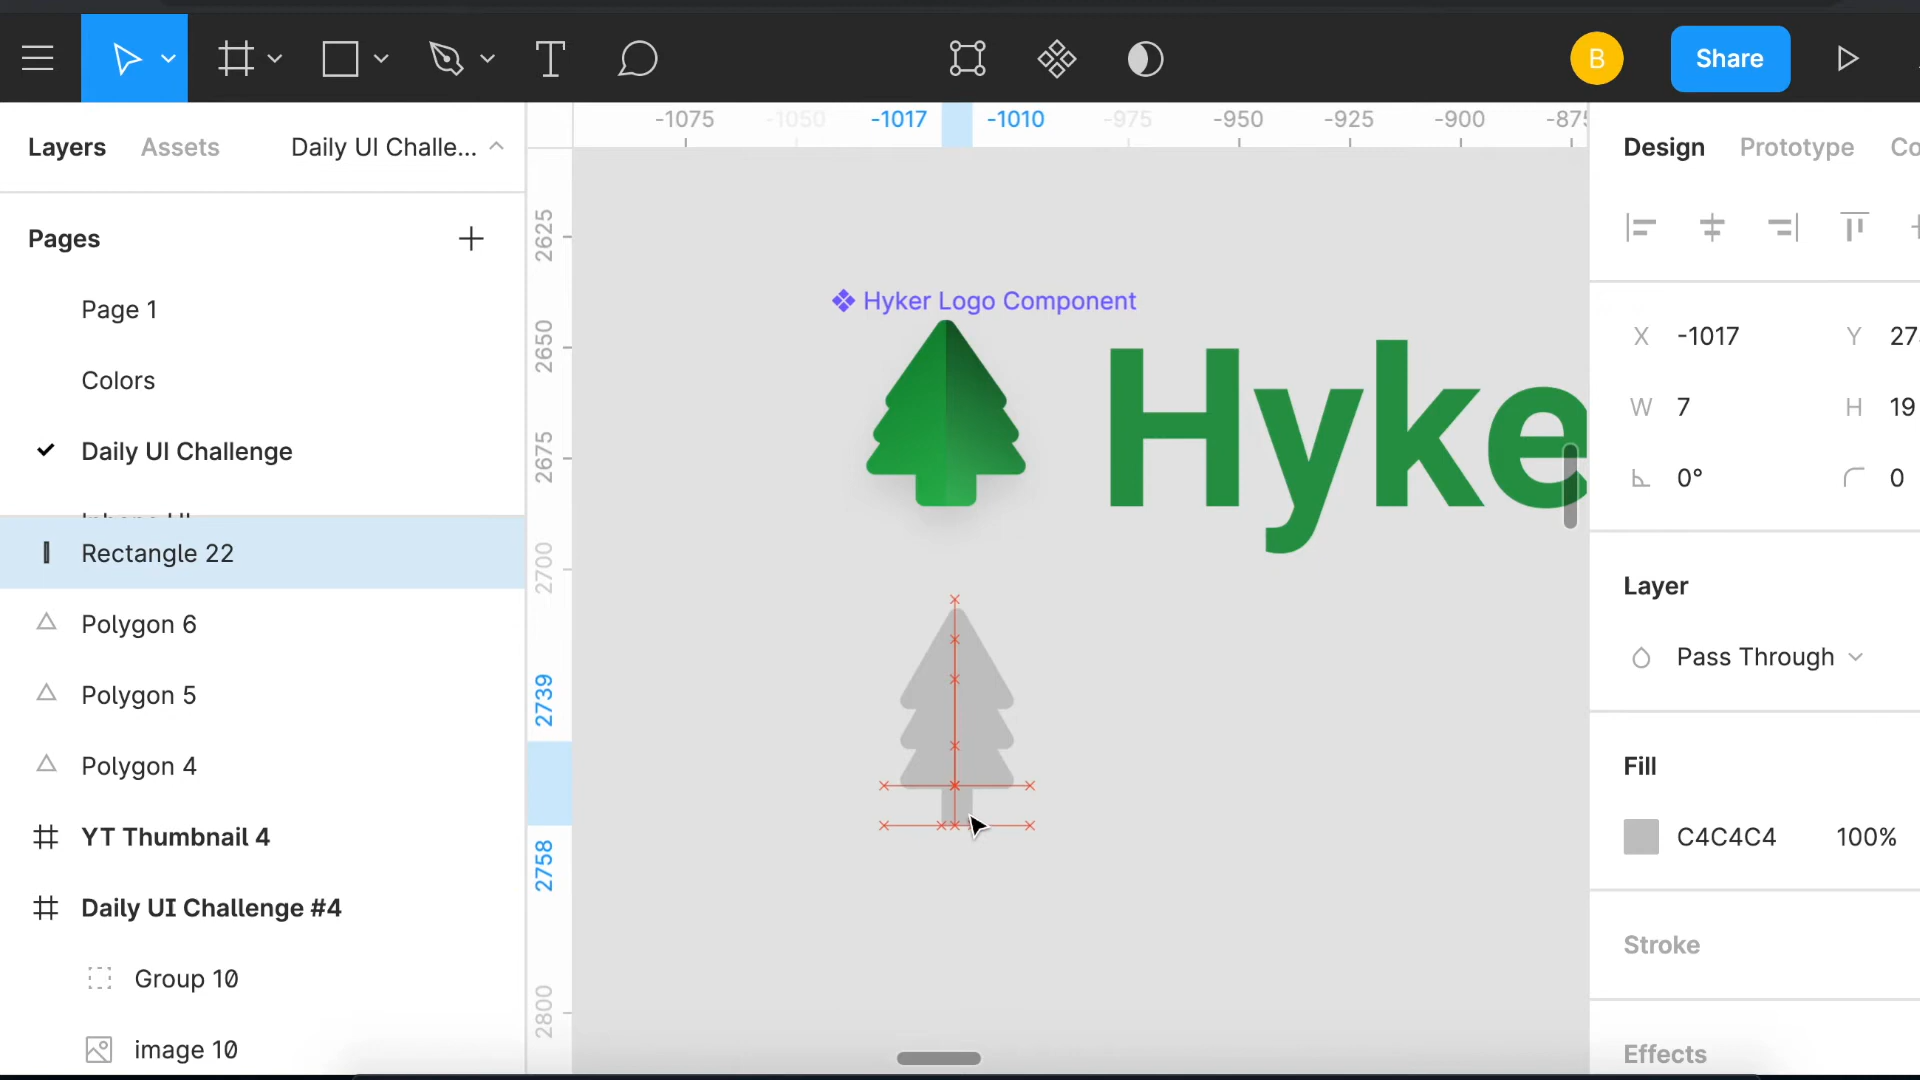 B
Share
-1075
-1050
-1017
-1010
-975
-950
-925
-900
-875
Layers
Assets
Daily UI Challe...
Design
Prototype
Co
Pages
2625
Page 1
Hyker Logo Component
X -1017
Y 27
2650
Colors
Hyke
W 7
H 19
Daily UI Challenge
2675
0°
0
Rectangle 22
2700
Layer
Polygon 6
Pass Through
Polygon 5
2739
Polygon 4
Fill
YT Thumbnail 4
C4C4C4 100%
2758
Daily UI Challenge #4
Stroke
Group 10
2800
image 10
Effects